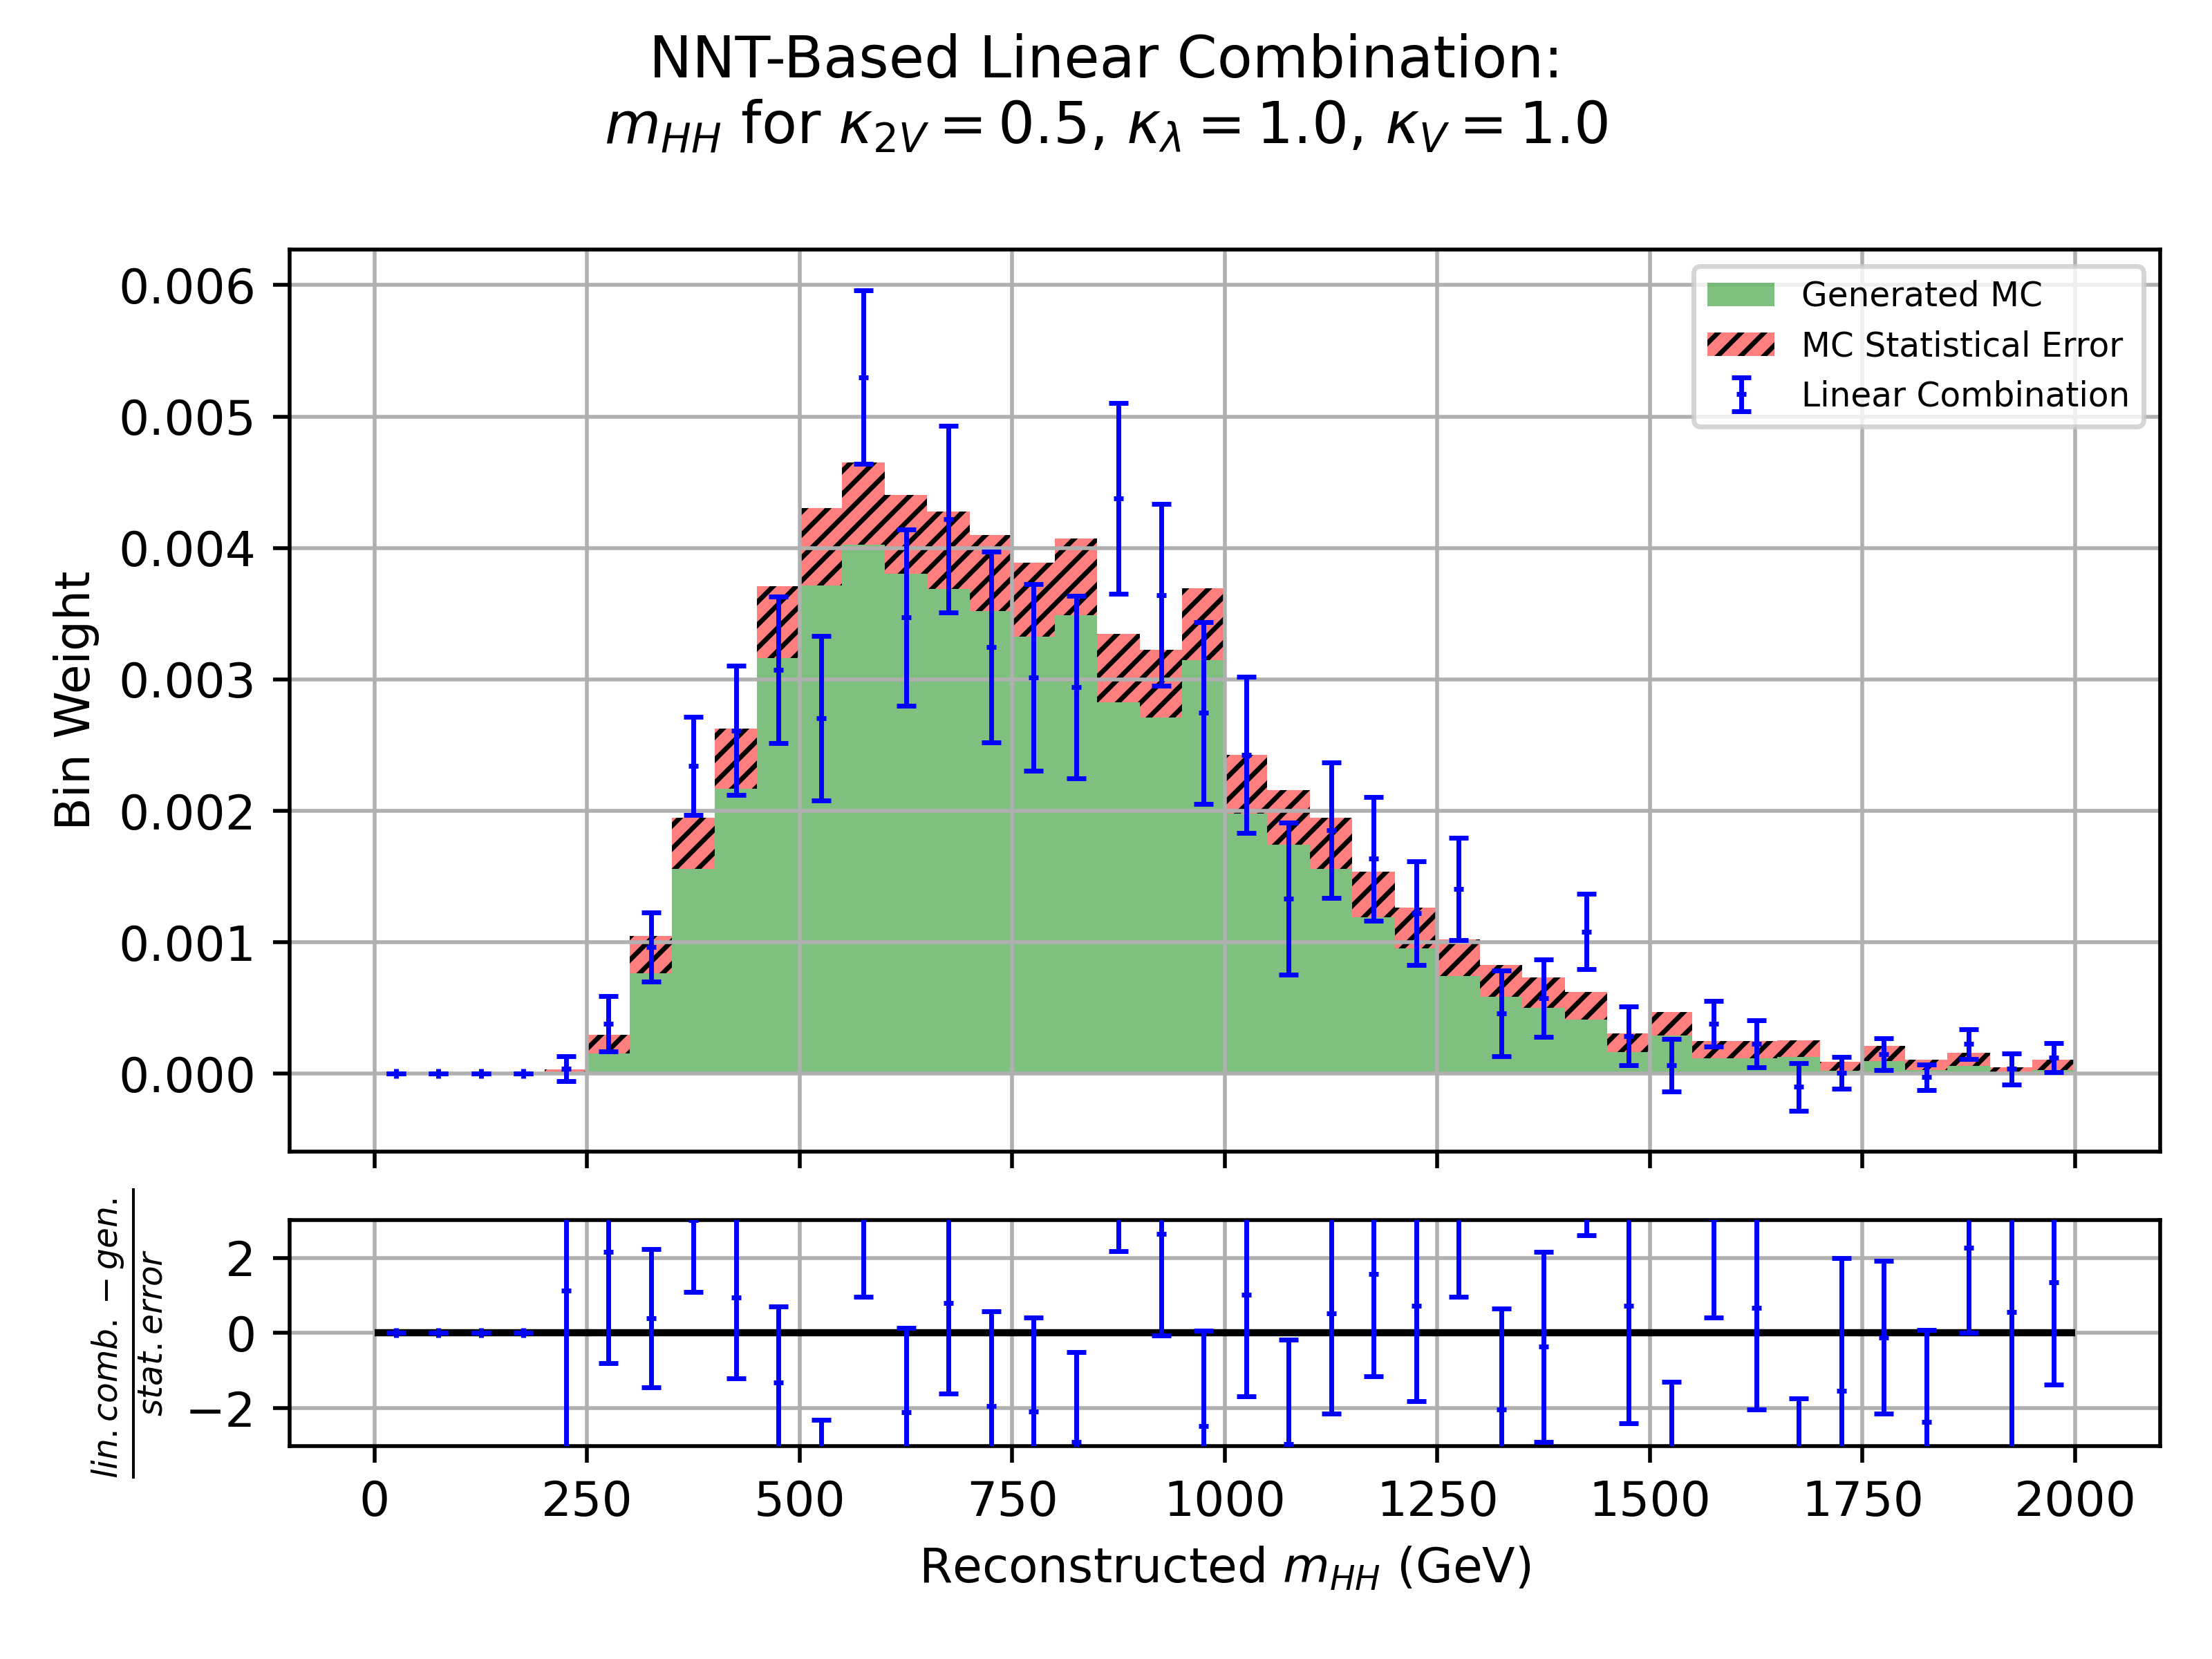 NNT-Based Linear Combination:
m_HH for κ_2V = 0.5, κ_λ = 1.0, κ_V = 1.0
Generated MC
MC Statistical Error
Linear Combination
Bin Weight
0.006
0.005
0.004
0.003
0.002
0.001
0.000
lin. comb. − gen.
stat. error
2
0
−2
0 250 500 750 1000 1250 1500 1750 2000
Reconstructed m_HH (GeV)